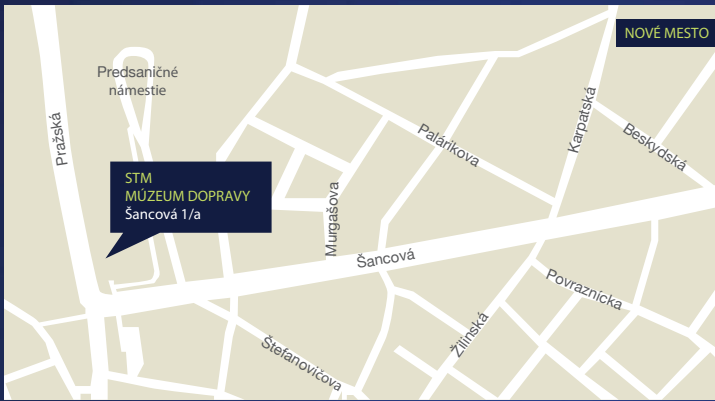 NOVÉ MESTO
Predsaničné
námestie
Pražská
Karpatská
Palárikova
Beskydská
STM
MÚZEUM DOPRAVY
Šancová 1/a
Murgašova
Šancová
Povraznícka
Žilinská
Štefanovičova